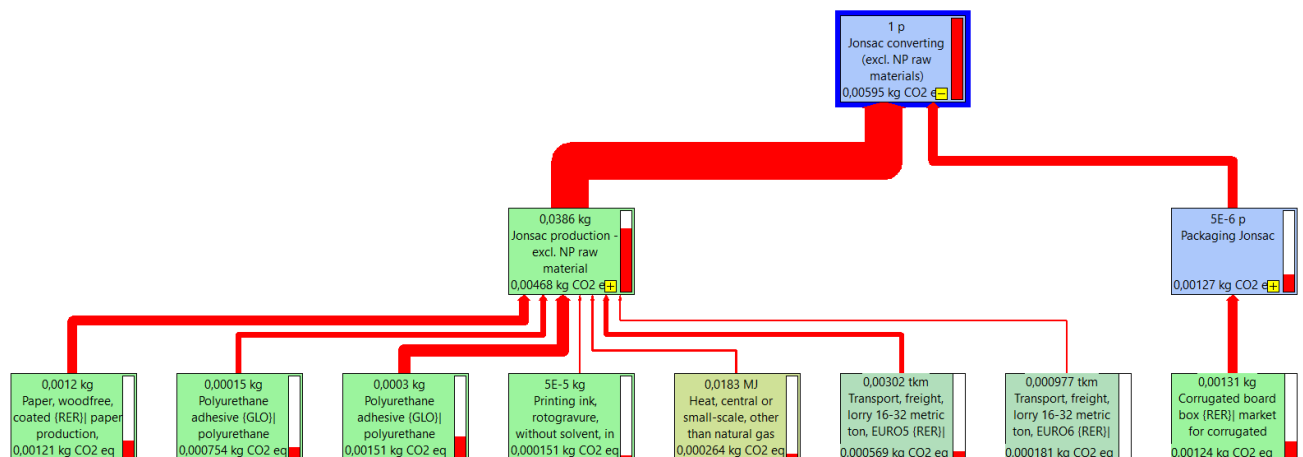 1 p
Jonsac converting
(excl. NP raw
materials)
0,00595 kg CO2 e
0,0386 kg
Jonsac production -
excl. NP raw
material
0,00468 kg CO2 e
5E-6 p
Packaging Jonsac
0,00127 kg CO2 e
0,0012 kg
Paper, woodfree,
coated {RER}| paper
production,
0,00121 kg CO2 eq
0,00015 kg
Polyurethane
adhesive {GLO}|
polyurethane
0,000754 kg CO2 eq
0,0003 kg
Polyurethane
adhesive {GLO}|
polyurethane
0,00151 kg CO2 eq
5E-5 kg
Printing ink,
rotogravure,
without solvent, in
0,000151 kg CO2 eq
0,0183 MJ
Heat, central or
small-scale, other
than natural gas
0,000264 kg CO2 eq
0,00302 tkm
Transport, freight,
lorry 16-32 metric
ton, EURO5 {RER}|
0,000569 kg CO2 eq
0,000977 tkm
Transport, freight,
lorry 16-32 metric
ton, EURO6 {RER}|
0,000181 kg CO2 eq
0,00131 kg
Corrugated board
box {RER}| market
for corrugated
0,00124 kg CO2 eq